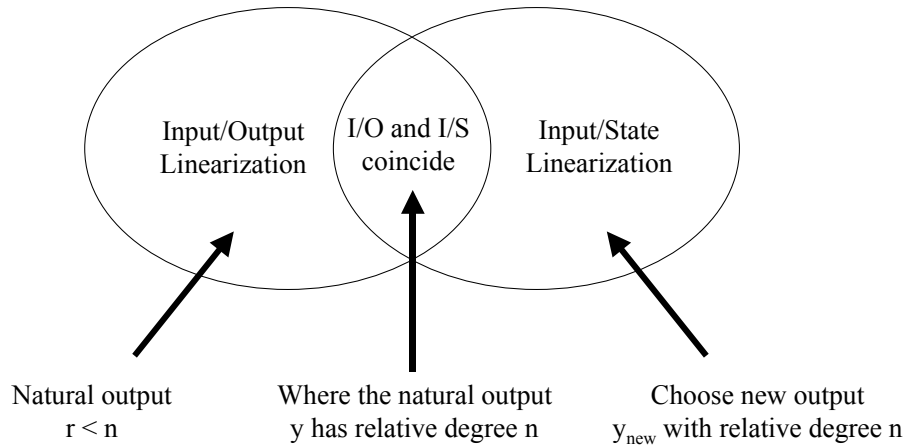 Input/Output
Linearization
I/O and I/S
coincide
Input/State
Linearization
Natural output
r < n
Where the natural output
y has relative degree n
Choose new output
y_new with relative degree n